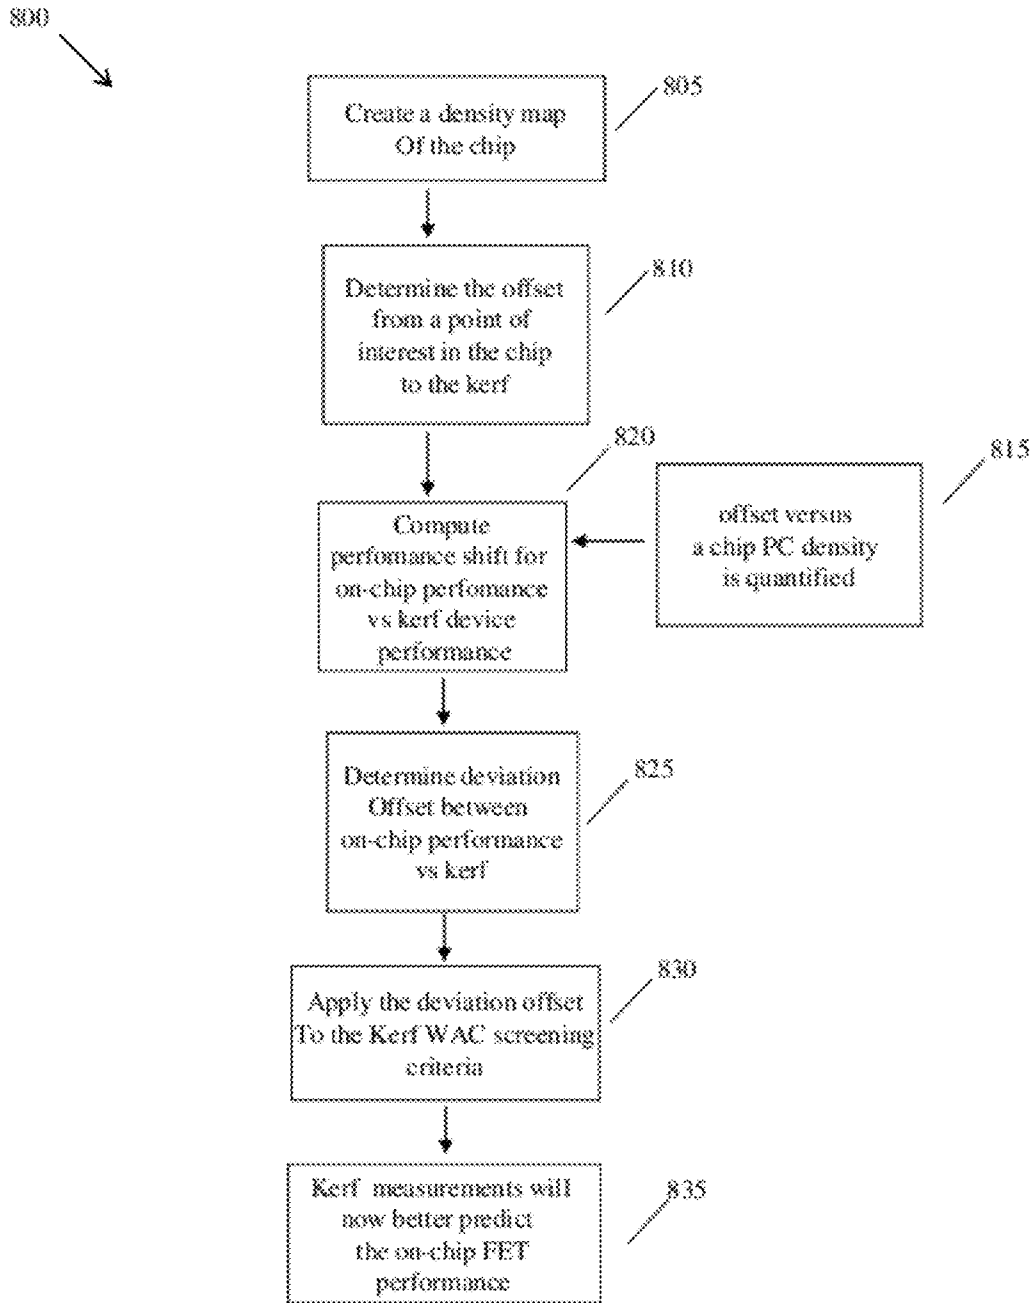 800
805
Create a density map
Of the chip
810
Determine the offset
from a point of
interest in the chip
to the kerf
820
815
Compute
perfomance shift for
on-chip perfomance
vs kerf device
performance
offset versus
a chip PC density
is quantified
825
Determine deviation
Offset between
on-chip performance
vs kerf
830
Apply the deviation offset
To the Kerf WAC screening
criteria
835
Kerf measurements will
now better predict
the on-chip FET
performance